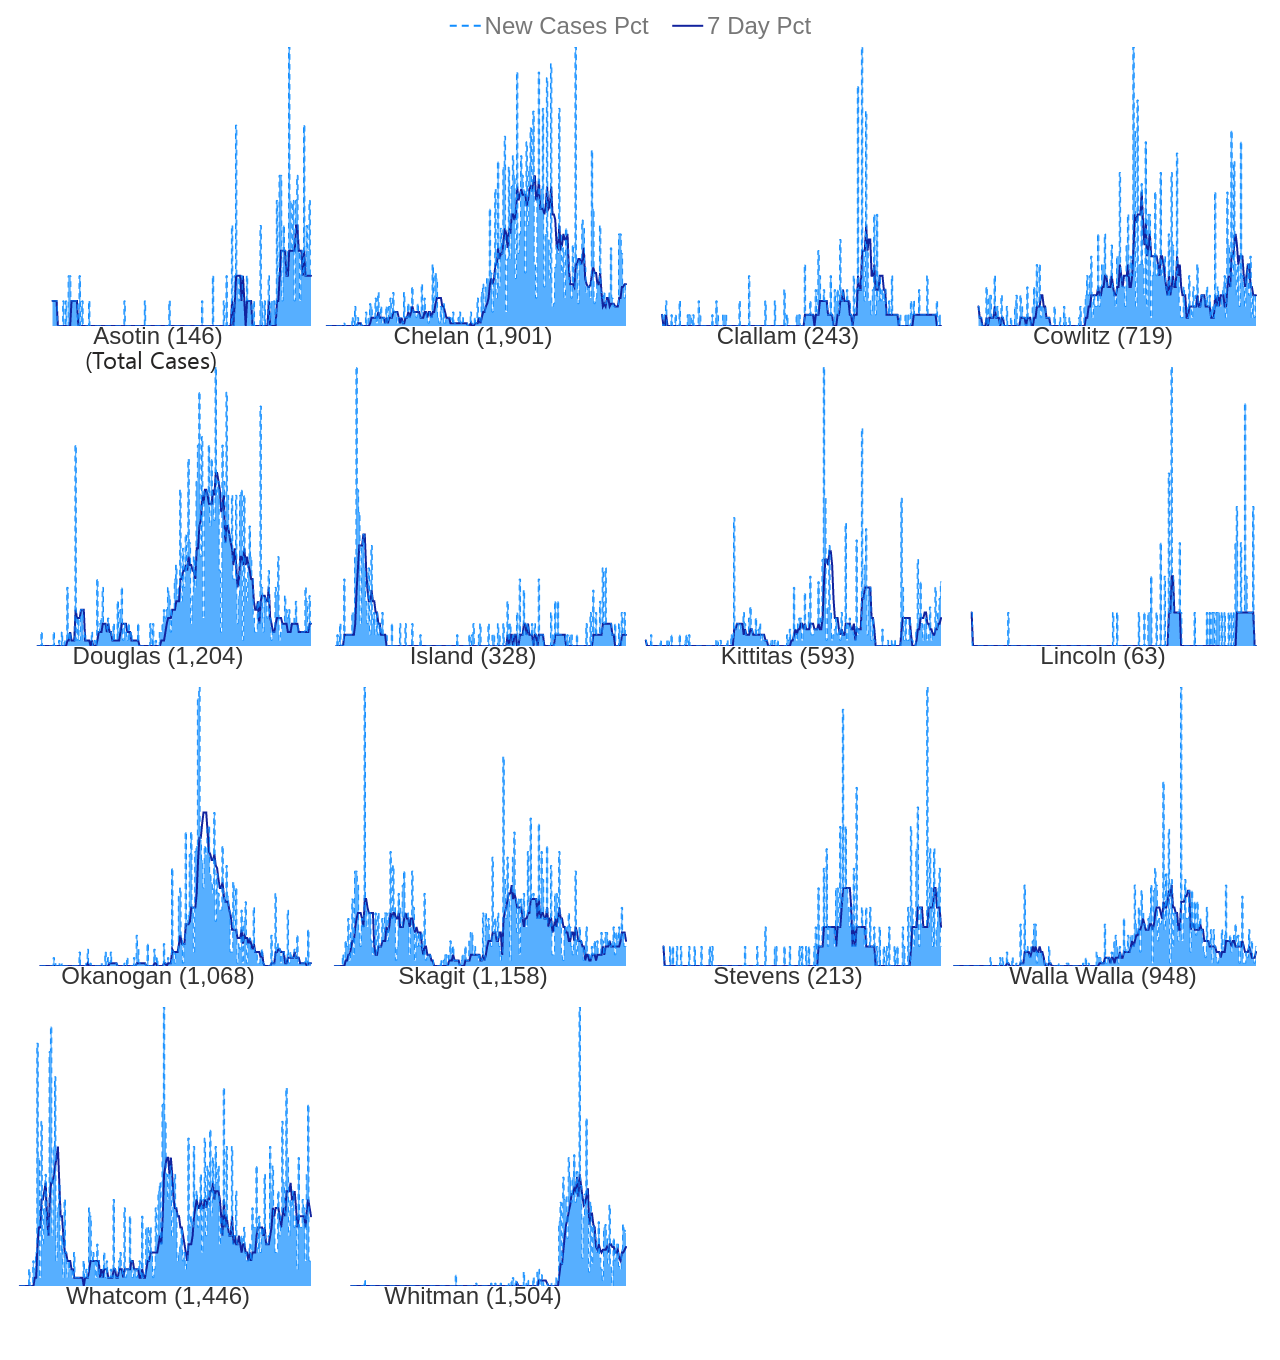 New Cases Pct 7 Day Pct
Asotin (146) Chelan (1,901) Clallam (243) Cowlitz (719)
(Total Cases)
Douglas (1,204) Island (328) Kittitas (593) Lincoln (63)
Okanogan (1,068) Skagit (1,158) Stevens (213) Walla Walla (948)
Whatcom (1,446) Whitman (1,504)